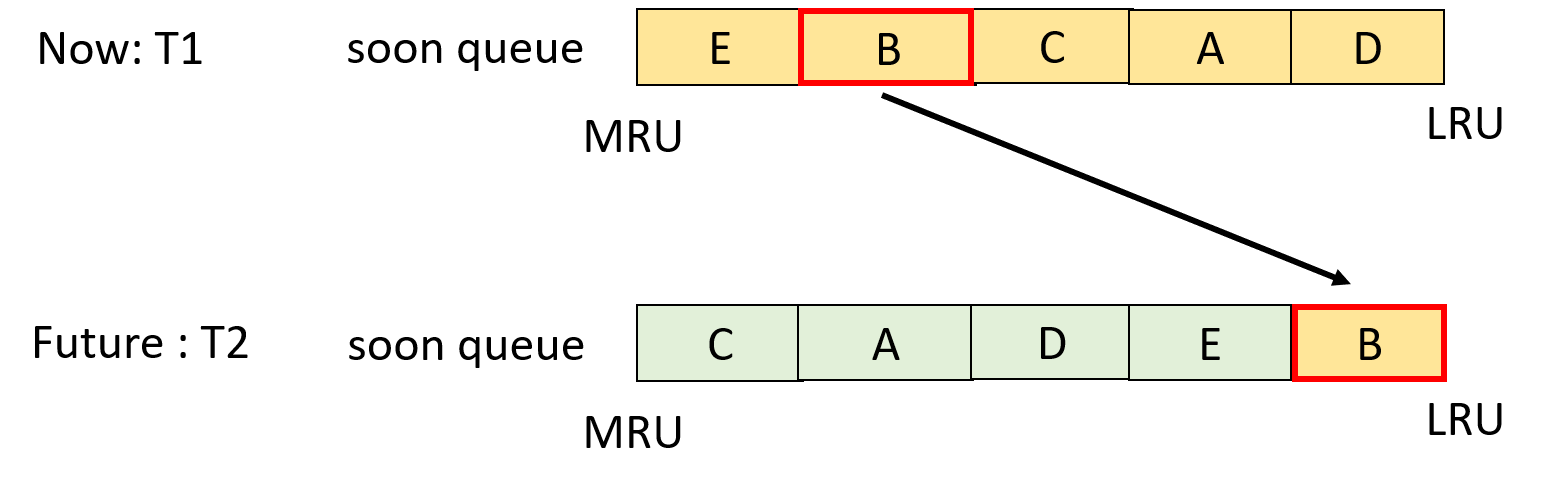 Now: T1 soon queue E B C A D
MRU LRU
Future : T2 soon queue C A D E B
MRU LRU